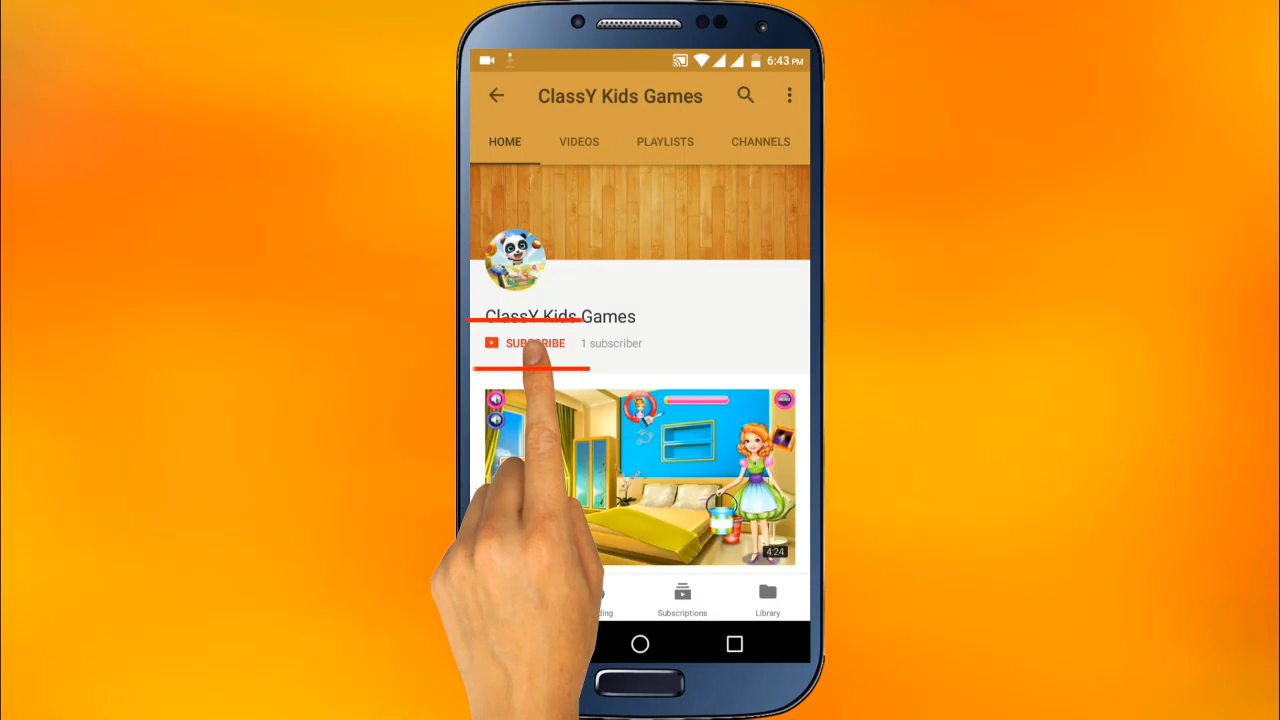 6:43 PM
ClassY Kids Games
HOME VIDEOS PLAYLISTS CHANNELS
ClassY Kids Games
SUBSCRIBE 1 subscriber
4:24
Subscriptions Library